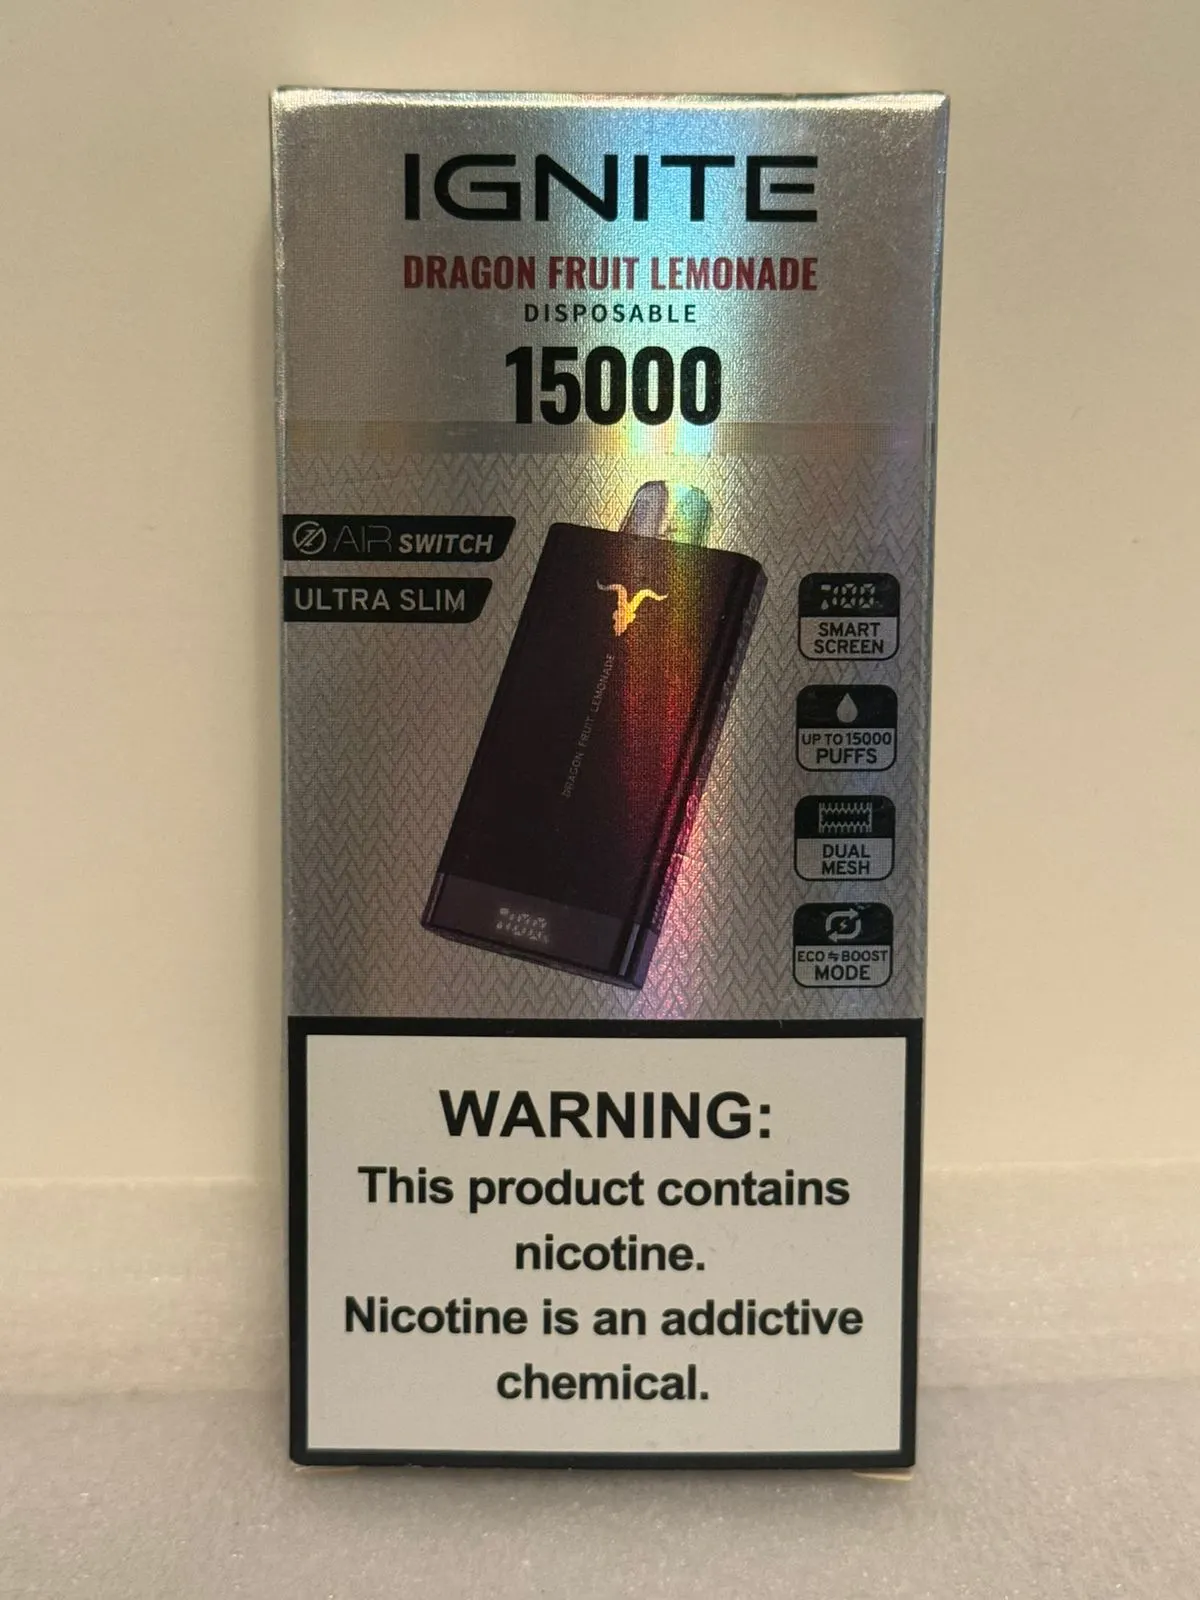 IGNITE
DRAGON FRUIT LEMONADE
DISPOSABLE
15000
AIR SWITCH
ULTRA SLIM
DRAGON FRUIT LEMONADE
SMART
SCREEN
UP TO 15000
PUFFS
DUAL
MESH
ECO ⇋ BOOST
MODE
WARNING:
This product contains
nicotine.
Nicotine is an addictive
chemical.